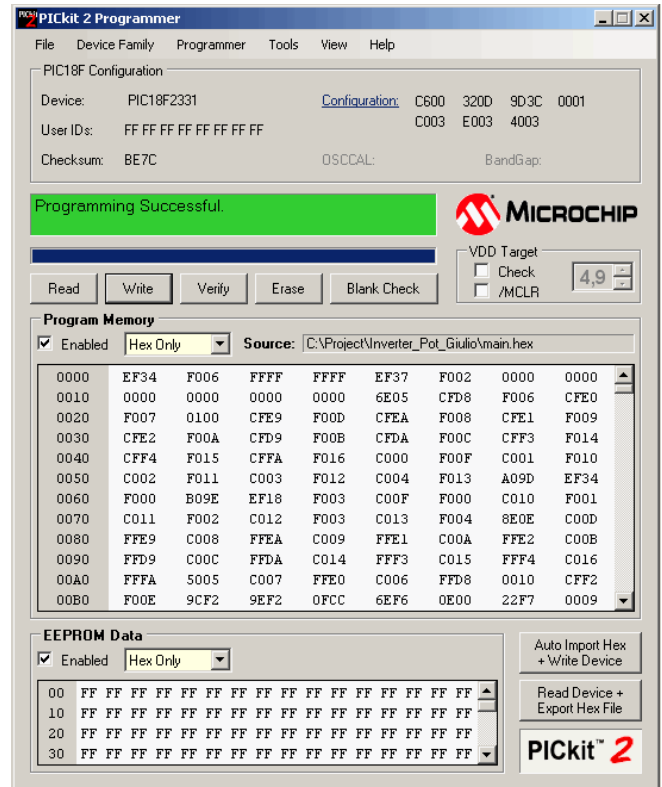 PICkit 2 Programmer
File Device Family Programmer Tools View Help
PIC18F Configuration
Device: PIC18F2331 Configuration: C600 320D 9D3C 0001
C003 E003 4003
User IDs: FF FF FF FF FF FF FF FF
Checksum: BE7C OSCCAL: BandGap:
Programming Successful.
MICROCHIP
VDD Target
Check
/MCLR
4,9
Read Write Verify Erase Blank Check
Program Memory
Enabled Hex Only Source: C:\Project\Inverter_Pot_Giulio\main.hex
0000 EF34 F006 FFFF FFFF EF37 F002 0000 0000
0010 0000 0000 0000 0000 6E05 CFD8 F006 CFE0
0020 F007 0100 CFE9 F00D CFEA F008 CFE1 F009
0030 CFE2 F00A CFD9 F00B CFDA F00C CFF3 F014
0040 CFF4 F015 CFFA F016 C000 F00F C001 F010
0050 C002 F011 C003 F012 C004 F013 A09D EF34
0060 F000 B09E EF18 F003 C00F F000 C010 F001
0070 C011 F002 C012 F003 C013 F004 8E0E C00D
0080 FFE9 C008 FFEA C009 FFE1 C00A FFE2 C00B
0090 FFD9 C00C FFDA C014 FFF3 C015 FFF4 C016
00A0 FFFA 5005 C007 FFE0 C006 FFD8 0010 CFF2
00B0 F00E 9CF2 9EF2 0FCC 6EF6 0E00 22F7 0009
EEPROM Data
Enabled Hex Only
00 FF FF FF FF FF FF FF FF FF FF FF FF FF FF FF FF
10 FF FF FF FF FF FF FF FF FF FF FF FF FF FF FF FF
20 FF FF FF FF FF FF FF FF FF FF FF FF FF FF FF FF
30 FF FF FF FF FF FF FF FF FF FF FF FF FF FF FF FF
Auto Import Hex
+ Write Device
Read Device +
Export Hex File
PICkit™ 2